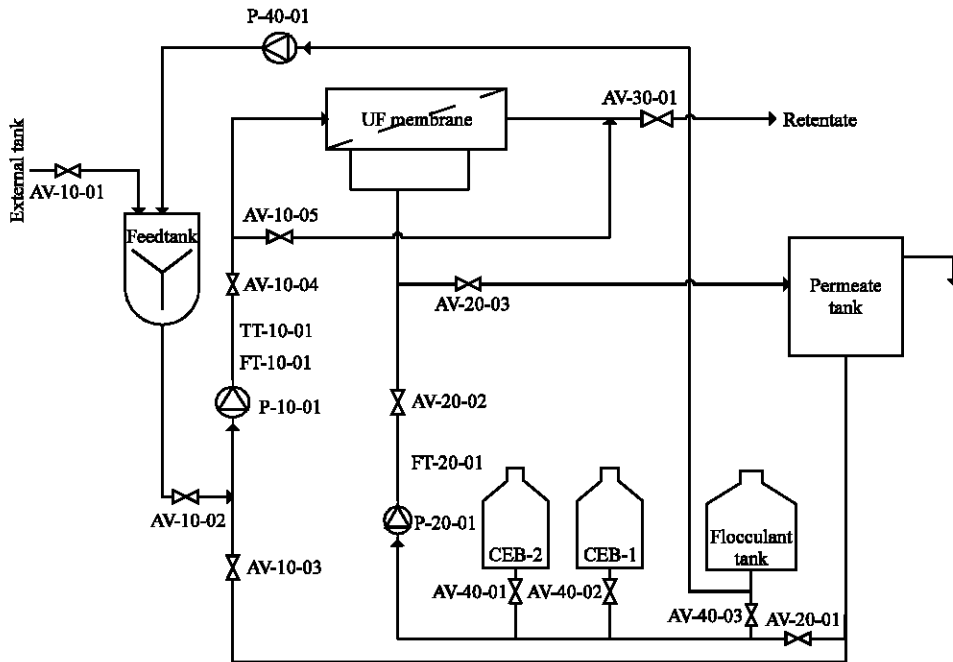 P-40-01
AV-30-01
UF membrane
Retentate
External tank
AV-10-01
AV-10-05
Feedtank
AV-10-04
AV-20-03
Permeate
tank
TT-10-01
FT-10-01
P-10-01
AV-20-02
FT-20-01
AV-10-02
P-20-01
CEB-2
CEB-1
Flocculant
tank
AV-10-03
AV-40-01
AV-40-02
AV-40-03
AV-20-01